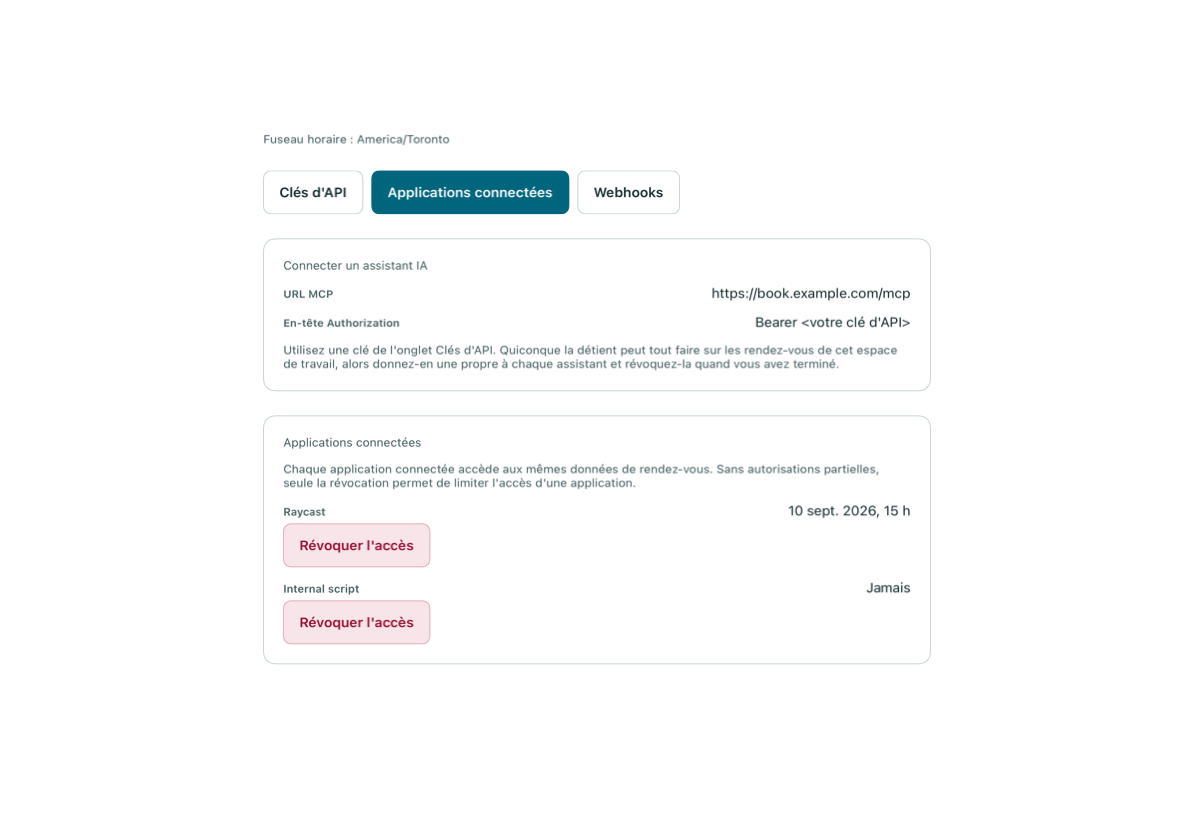 Fuseau horaire : America/Toronto
Clés d'API
Applications connectées
Webhooks
Connecter un assistant IA
URL MCP
https://book.example.com/mcp
En-tête Authorization
Bearer <votre clé d'API>
Utilisez une clé de l'onglet Clés d'API. Quiconque la détient peut tout faire sur les rendez-vous de cet espace
de travail, alors donnez-en une propre à chaque assistant et révoquez-la quand vous avez terminé.
Applications connectées
Chaque application connectée accède aux mêmes données de rendez-vous. Sans autorisations partielles,
seule la révocation permet de limiter l'accès d'une application.
Raycast
10 sept. 2026, 15 h
Révoquer l'accès
Internal script
Jamais
Révoquer l'accès